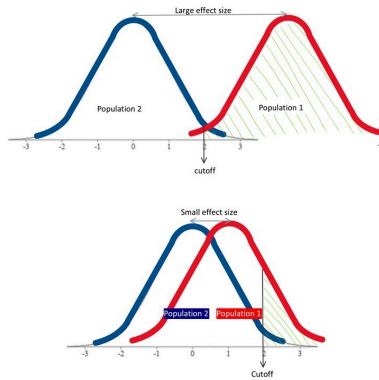 Large effect size
Population 2
Population 1
-3 -2 -1 0 1 2 3
cutoff
Small effect size
Population 2 Population 1
-3 -2 -1 0 1 2 3
Cutoff